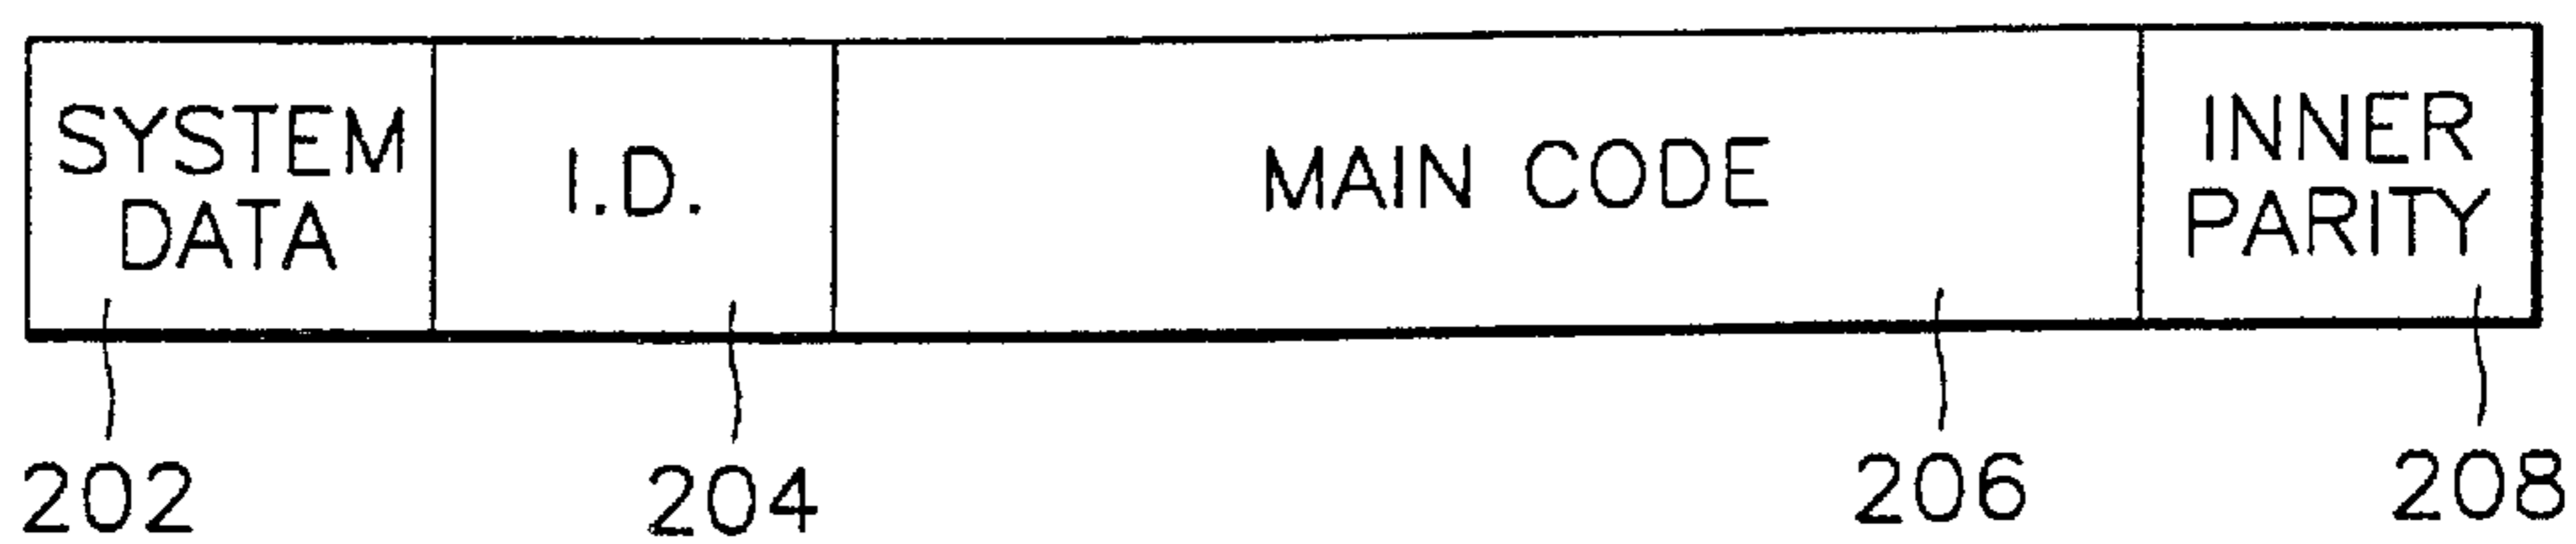 SYSTEM DATA
I.D.
MAIN CODE
INNER PARITY
202
204
206
208